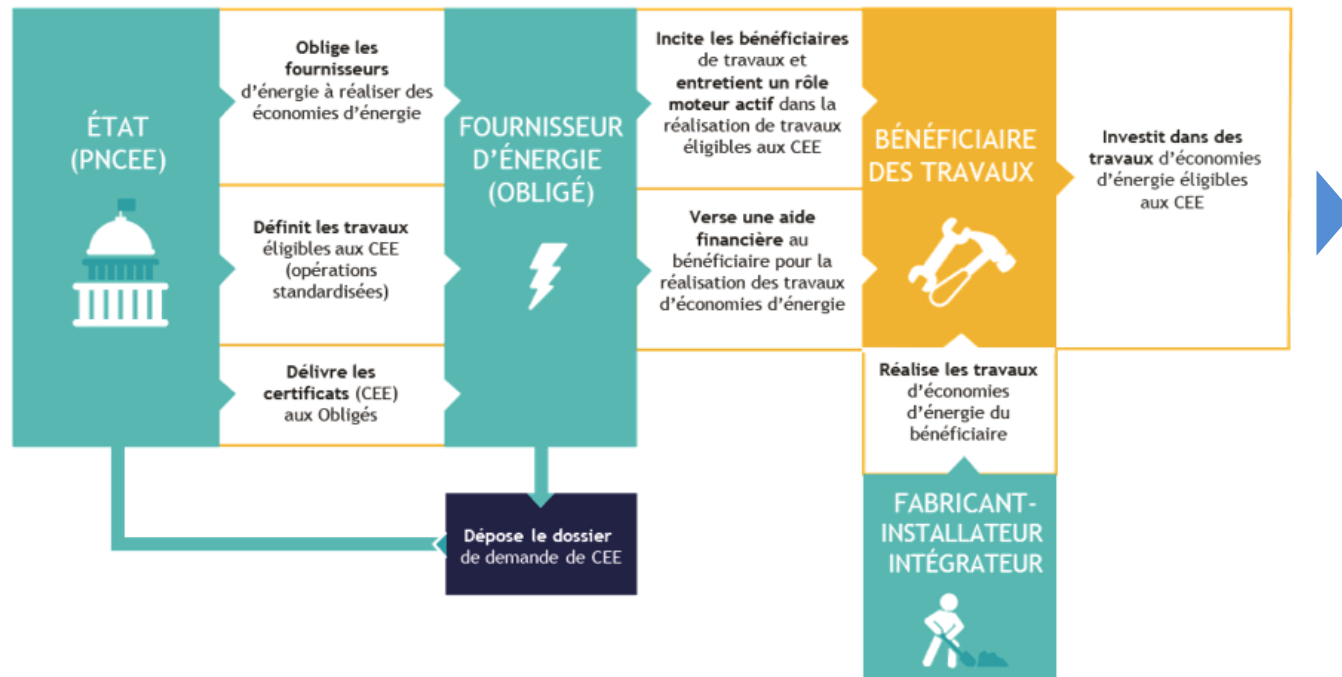 ÉTAT
(PNCEE)
Oblige les
fournisseurs
d'énergie à réaliser des
économies d'énergie
Définit les travaux
éligibles aux CEE
(opérations
standardisées)
Délivre les
certificats (CEE)
aux Obligés
FOURNISSEUR
D'ÉNERGIE
(OBLIGÉ)
Dépose le dossier
de demande de CEE
Incite les bénéficiaires
de travaux et
entretient un rôle
moteur actif dans la
réalisation de travaux
éligibles aux CEE
Verse une aide
financière au
bénéficiaire pour la
réalisation des travaux
d'économies d'énergie
BÉNÉFICIAIRE
DES TRAVAUX
Investit dans des
travaux d'économies
d'énergie éligibles
aux CEE
Réalise les travaux
d'économies
d'énergie du
bénéficiaire
FABRICANT-
INSTALLATEUR
INTÉGRATEUR